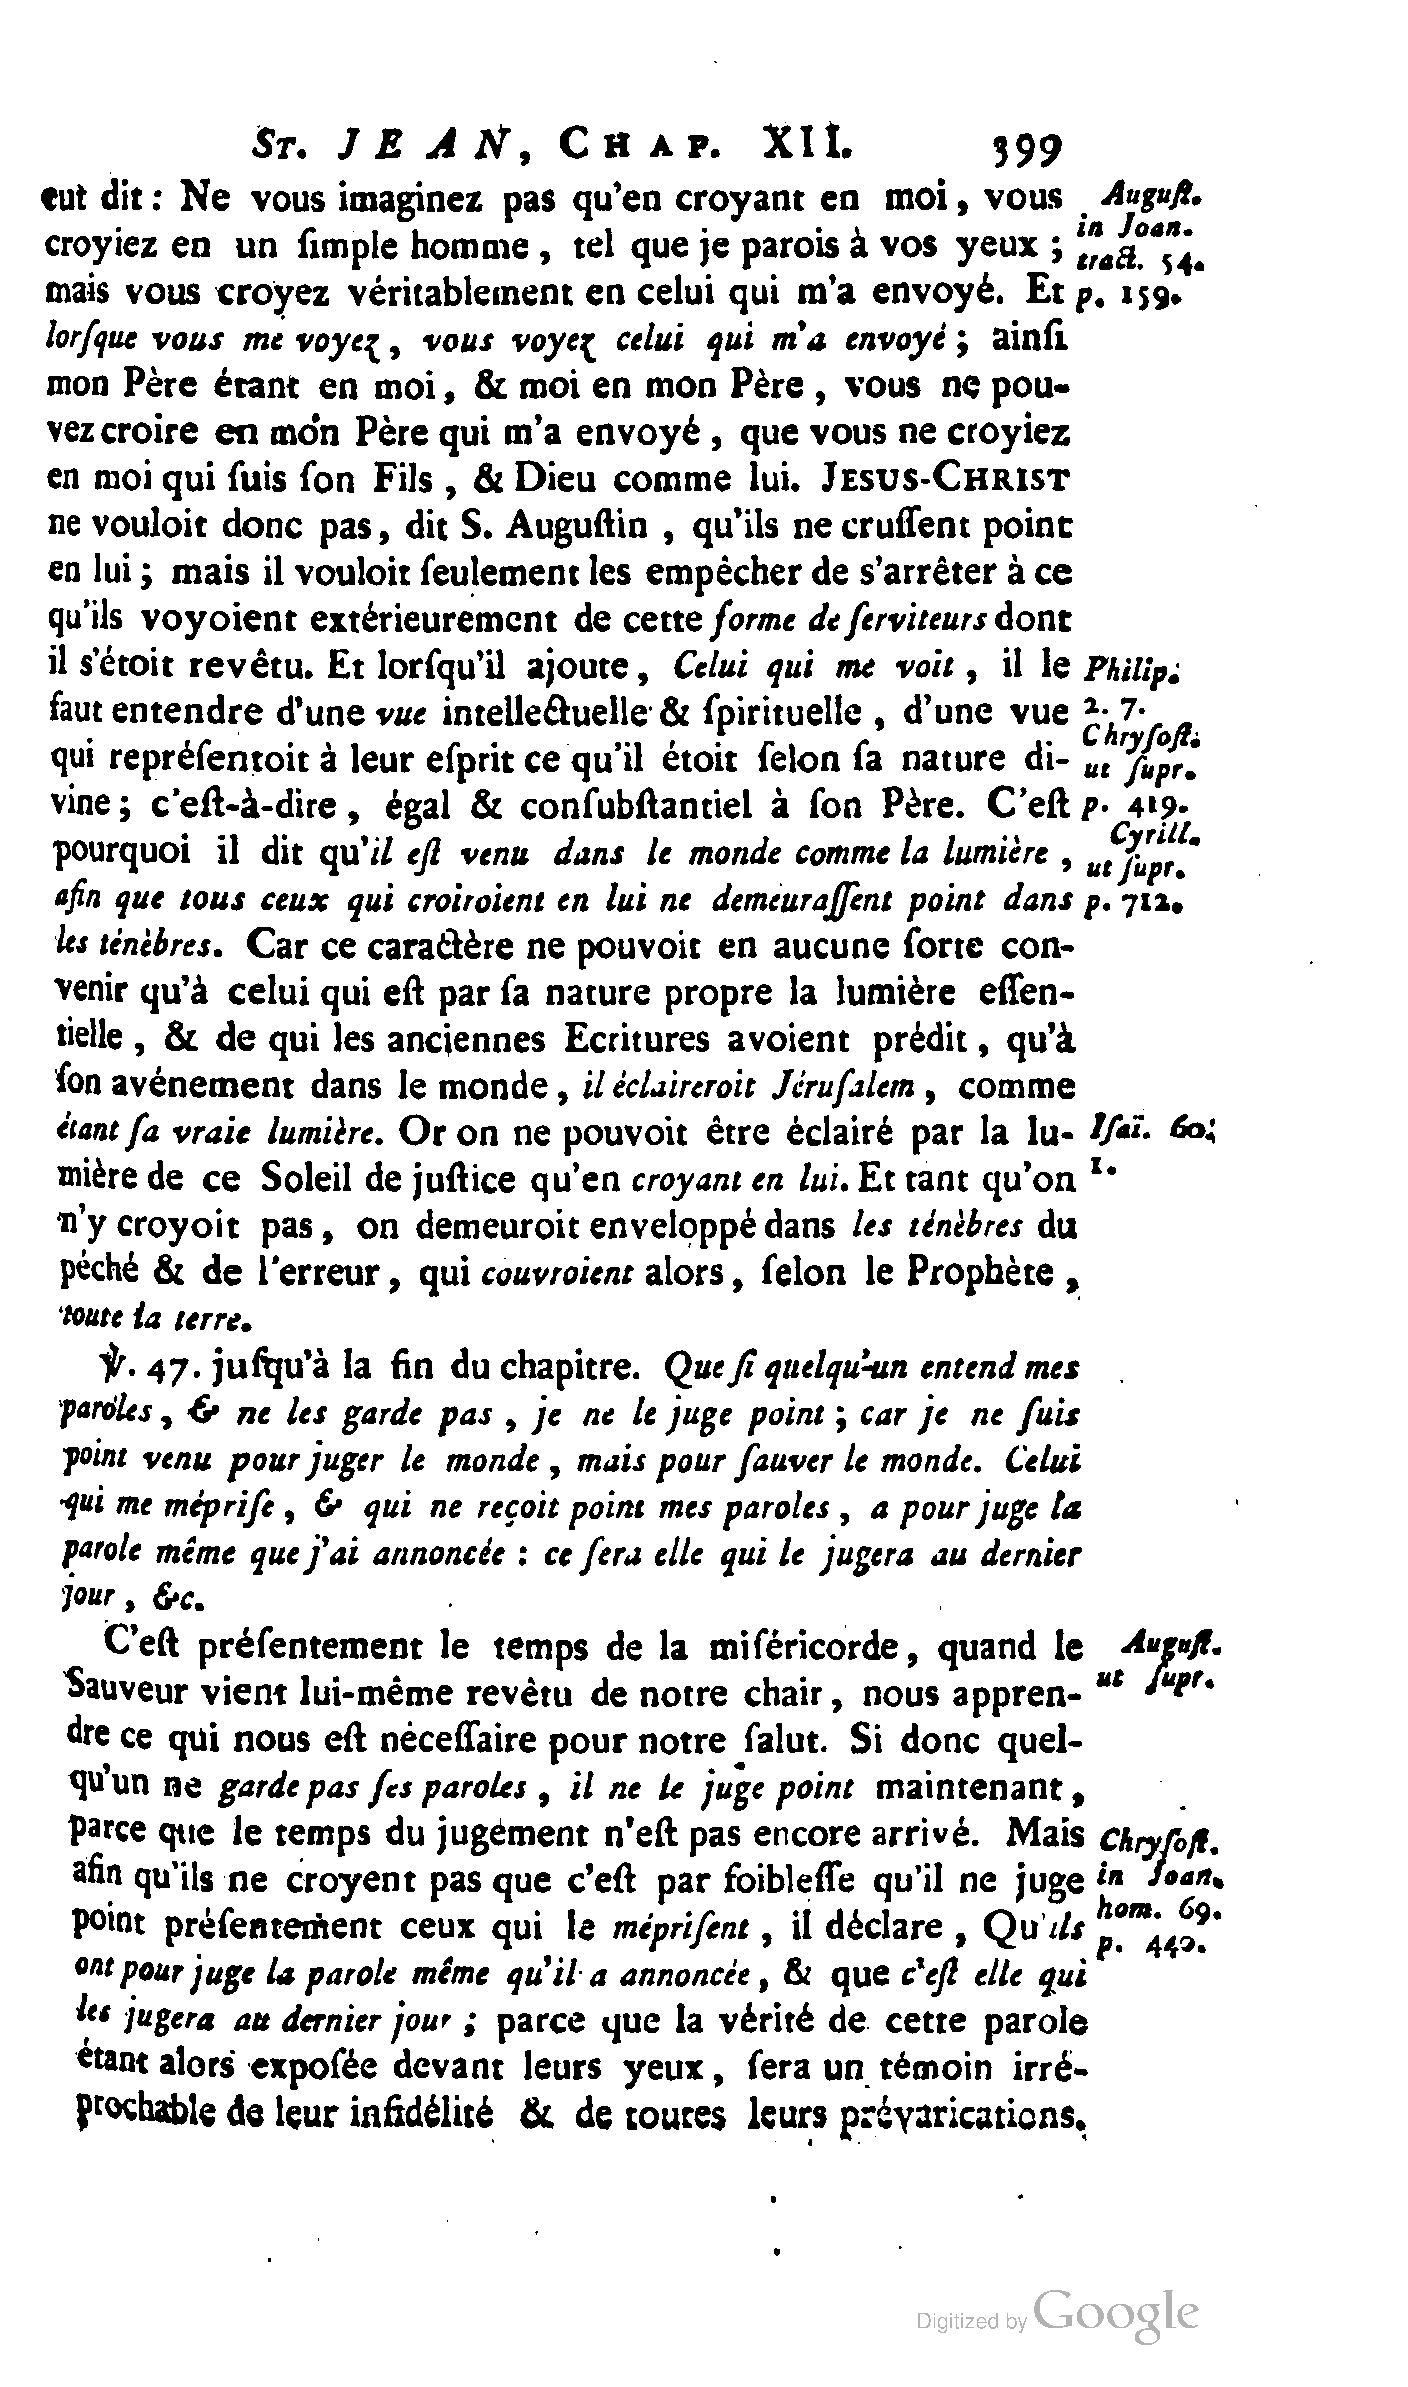 ST. JEAN, CHAP. XII. 399
eut dit : Ne vous imaginez pas qu'en croyant en moi, vous
croyiez en un ſimple homme, tel que je parois à vos yeux ;
mais vous croyez véritablement en celui qui m'a envoyé. Et
lorſque vous me voyez, vous voyez celui qui m'a envoyé ; ainſi
mon Père étant en moi, & moi en mon Père, vous ne pou-
vez croire en mon Père qui m'a envoyé, que vous ne croyiez
en moi qui ſuis ſon Fils, & Dieu comme lui. JESUS-CHRIST
ne vouloit donc pas, dit S. Auguſtin, qu'ils ne cruſſent point
en lui ; mais il vouloit ſeulement les empêcher de s'arrêter à ce
qu'ils voyoient extérieurement de cette forme de ſerviteurs dont
il s'étoit revêtu. Et lorſqu'il ajoute, Celui qui me voit, il le
faut entendre d'une vue intellectuelle & ſpirituelle, d'une vue
qui repréſentoit à leur eſprit ce qu'il étoit ſelon ſa nature di-
vine ; c'eſt-à-dire, égal & conſubſtantiel à ſon Père. C'eſt
pourquoi il dit qu'il eſt venu dans le monde comme la lumière,
afin que tous ceux qui croiroient en lui ne demeuraſſent point dans
les ténèbres. Car ce caractère ne pouvoit en aucune ſorte con-
venir qu'à celui qui eſt par ſa nature propre la lumière eſſen-
tielle, & de qui les anciennes Ecritures avoient prédit, qu'à
ſon avénement dans le monde, il éclaireroit Jéruſalem, comme
étant ſa vraie lumière. Or on ne pouvoit être éclairé par la lu-
mière de ce Soleil de juſtice qu'en croyant en lui. Et tant qu'on
n'y croyoit pas, on demeuroit enveloppé dans les ténèbres du
péché & de l'erreur, qui couvroient alors, ſelon le Prophète,
toute la terre.
℣. 47. juſqu'à la fin du chapitre. Que ſi quelqu'un entend mes
paroles, & ne les garde pas, je ne le juge point ; car je ne ſuis
point venu pour juger le monde, mais pour ſauver le monde. Celui
qui me mépriſe, & qui ne reçoit point mes paroles, a pour juge la
parole même que j'ai annoncée : ce ſera elle qui le jugera au dernier
jour, &c.
C'eſt préſentement le temps de la miſéricorde, quand le
Sauveur vient lui-même revêtu de notre chair, nous appren-
dre ce qui nous eſt néceſſaire pour notre ſalut. Si donc quel-
qu'un ne garde pas ſes paroles, il ne le juge point maintenant,
parce que le temps du jugement n'eſt pas encore arrivé. Mais
afin qu'ils ne croyent pas que c'eſt par foibleſſe qu'il ne juge
point préſentement ceux qui le mépriſent, il déclare, Qu'ils
ont pour juge la parole même qu'il a annoncée, & que c'eſt elle qui
les jugera au dernier jour ; parce que la vérité de cette parole
étant alors expoſée devant leurs yeux, ſera un témoin irré-
prochable de leur infidélité & de toutes leurs prévarications.
Auguſt.
in Joan.
tract. 54.
p. 159.
Philip.
2. 7.
Chryſoſt.
ut ſupr.
p. 419.
Cyrill.
ut ſupr.
p. 712.
Iſaï. 60.
1.
Auguſt.
ut ſupr.
Chryſoſt.
in Joan.
hom. 69.
p. 440.
Digitized by Google